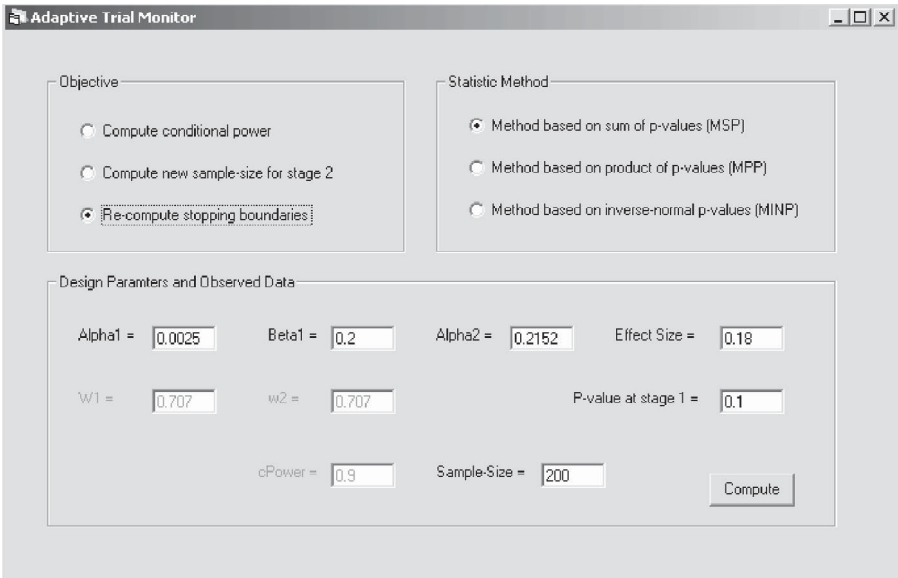 Adaptive Trial Monitor
Objective
Compute conditional power
Compute new sample-size for stage 2
Re-compute stopping boundaries
Statistic Method
Method based on sum of p-values (MSP)
Method based on product of p-values (MPP)
Method based on inverse-normal p-values (MINP)
Design Paramters and Observed Data
Alpha1 = 0.0025 Beta1 = 0.2 Alpha2 = 0.2152 Effect Size = 0.18
W1 = 0.707 w2 = 0.707 P-value at stage 1 = 0.1
cPower = 0.9 Sample-Size = 200
Compute